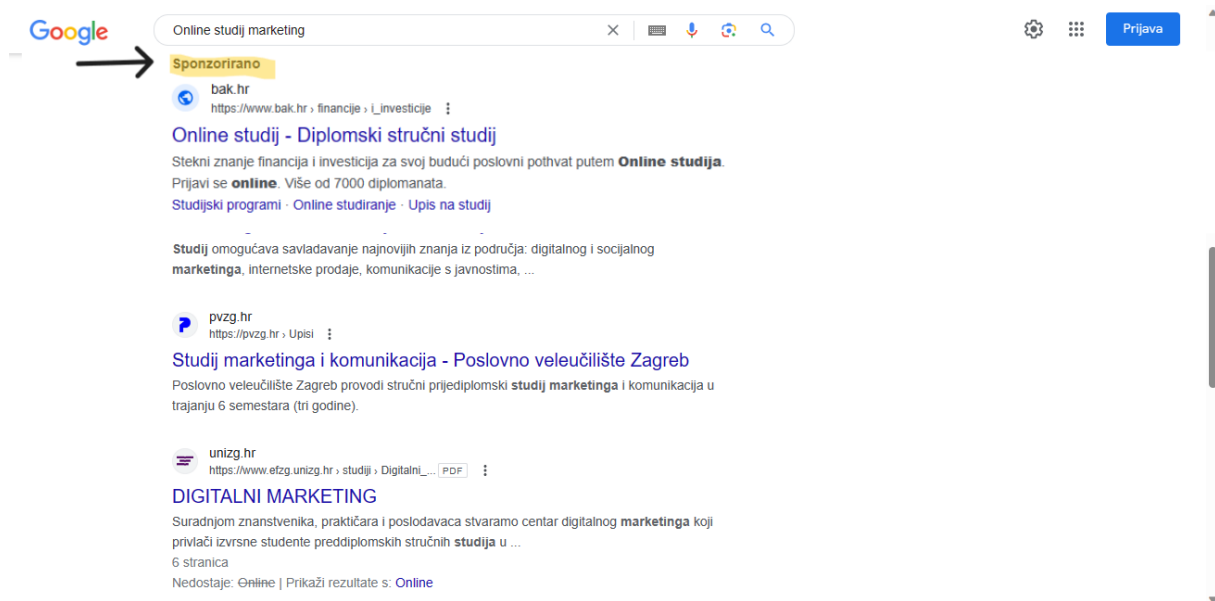 Google
Online studij marketing
Prijava
Sponzorirano
bak.hr
https://www.bak.hr › financije › i_investicije
Online studij - Diplomski stručni studij
Stekni znanje financija i investicija za svoj budući poslovni pothvat putem Online studija.
Prijavi se online. Više od 7000 diplomanata.
Studijski programi · Online studiranje · Upis na studij
Studij omogućava savladavanje najnovijih znanja iz područja: digitalnog i socijalnog
marketinga, internetske prodaje, komunikacije s javnostima, ...
pvzg.hr
https://pvzg.hr › Upisi
Studij marketinga i komunikacija - Poslovno veleučilište Zagreb
Poslovno veleučilište Zagreb provodi stručni prijediplomski studij marketinga i komunikacija u
trajanju 6 semestara (tri godine).
unizg.hr
https://www.efzg.unizg.hr › studiji › Digitalni_... PDF
DIGITALNI MARKETING
Suradnjom znanstvenika, praktičara i poslodavaca stvaramo centar digitalnog marketinga koji
privlači izvrsne studente preddiplomskih stručnih studija u ...
6 stranica
Nedostaje: Online | Prikaži rezultate s: Online